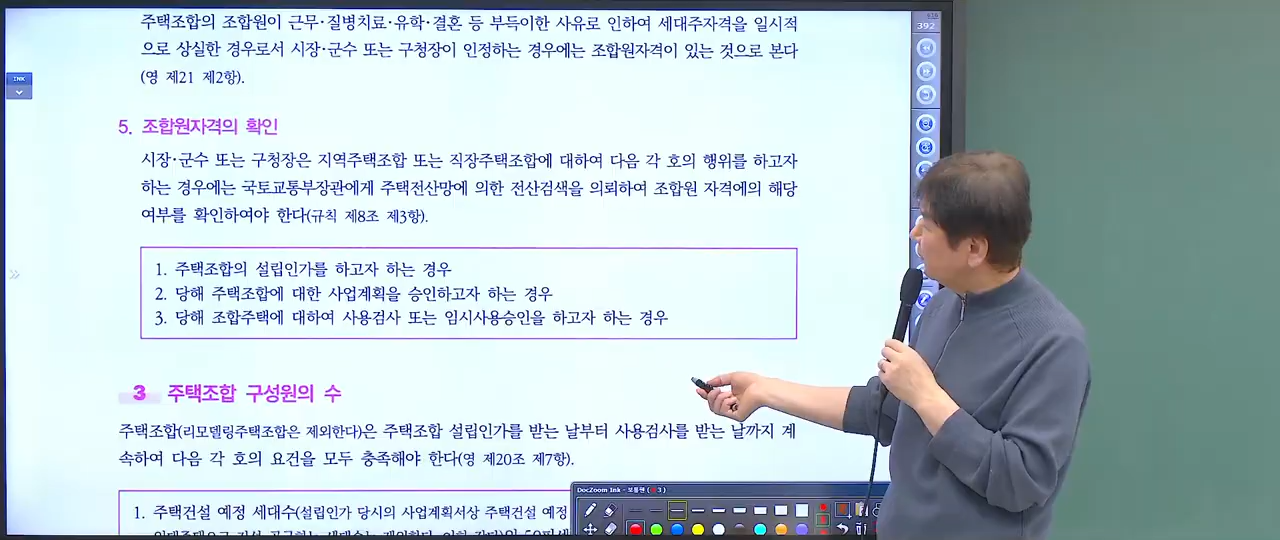 주택조합의 조합원이 근무·질병치료·유학·결혼 등 부득이한 사유로 인하여 세대주자격을 일시적
으로 상실한 경우로서 시장·군수 또는 구청장이 인정하는 경우에는 조합원자격이 있는 것으로 본다
(영 제21 제2항).
5. 조합원자격의 확인
시장·군수 또는 구청장은 지역주택조합 또는 직장주택조합에 대하여 다음 각 호의 행위를 하고자
하는 경우에는 국토교통부장관에게 주택전산망에 의한 전산검색을 의뢰하여 조합원 자격에의 해당
여부를 확인하여야 한다(규칙 제8조 제3항).
1. 주택조합의 설립인가를 하고자 하는 경우
2. 당해 주택조합에 대한 사업계획을 승인하고자 하는 경우
3. 당해 조합주택에 대하여 사용검사 또는 임시사용승인을 하고자 하는 경우
3 주택조합 구성원의 수
주택조합(리모델링주택조합은 제외한다)은 주택조합 설립인가를 받는 날부터 사용검사를 받는 날까지 계
속하여 다음 각 호의 요건을 모두 충족해야 한다(영 제20조 제7항).
1. 주택건설 예정 세대수(설립인가 당시의 사업계획서상 주택건설 예정
INK
392
DocZoom Ink - 보통펜 ( 3 )